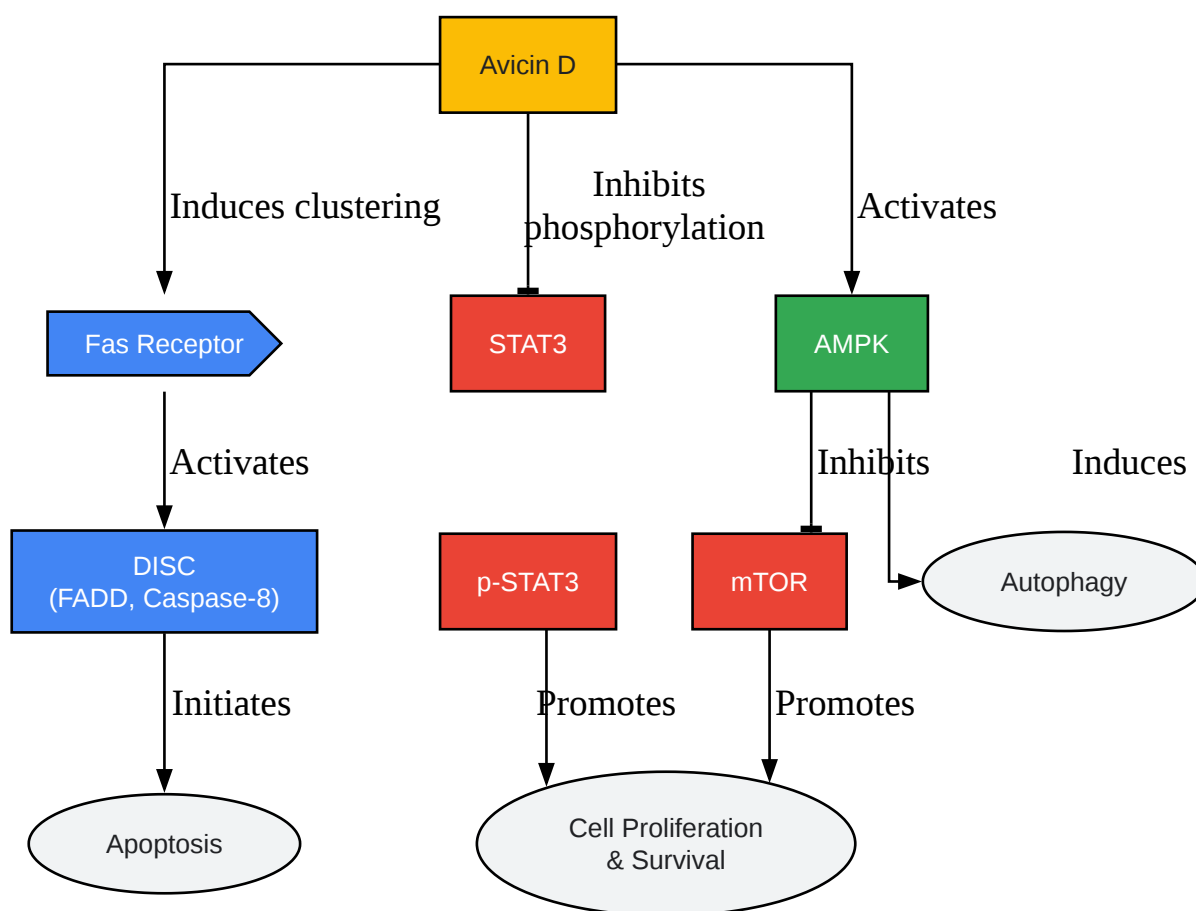 Avicin D
Induces clustering
Inhibits
phosphorylation
Activates
Fas Receptor
STAT3
AMPK
Activates
Inhibits
Induces
DISC
(FADD, Caspase-8)
p-STAT3
mTOR
Autophagy
Initiates
Promotes
Promotes
Apoptosis
Cell Proliferation
& Survival